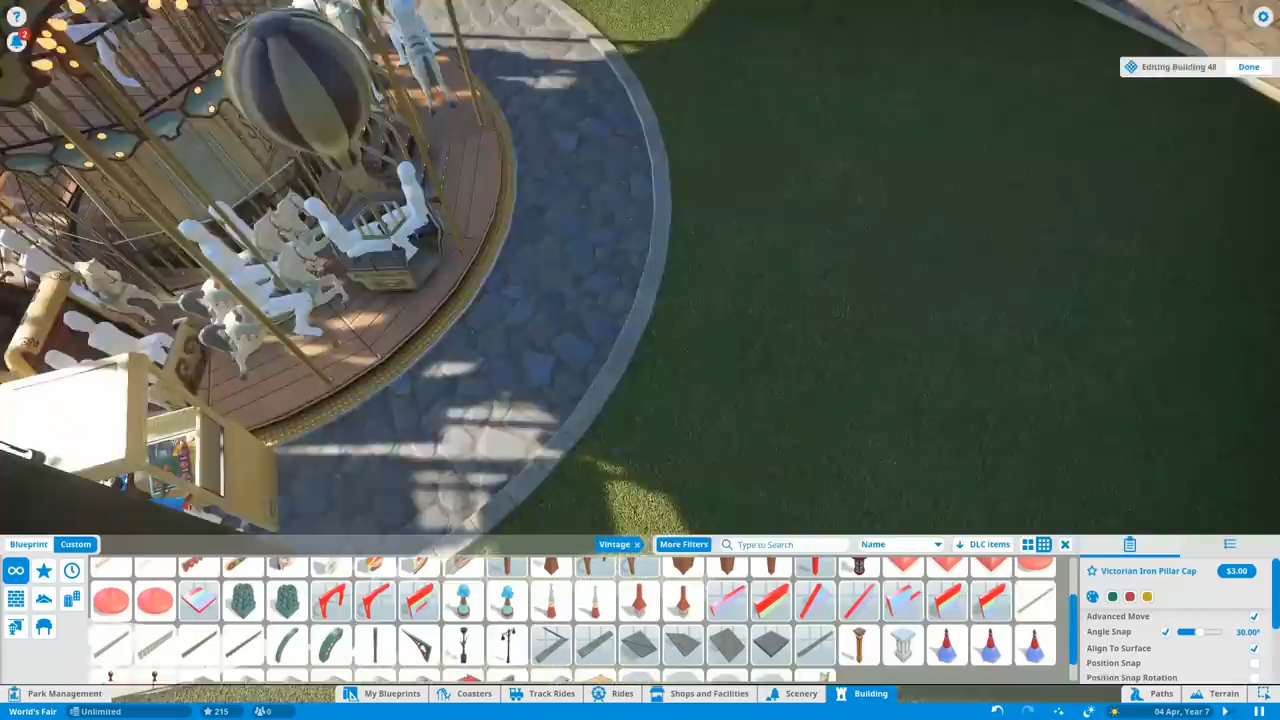 ?
2
Editing Building 48 Done
Blueprint Custom Vintage × More Filters Type to Search Name DLC items
Victorian Iron Pillar Cap $3.00
Advanced Move
Angle Snap 30.00°
Align To Surface
Position Snap
Position Snap Rotation
Park Management My Blueprints Coasters Track Rides Rides Shops and Facilities Scenery Building Paths Terrain
World's Fair Unlimited 215 0 04 Apr, Year 7